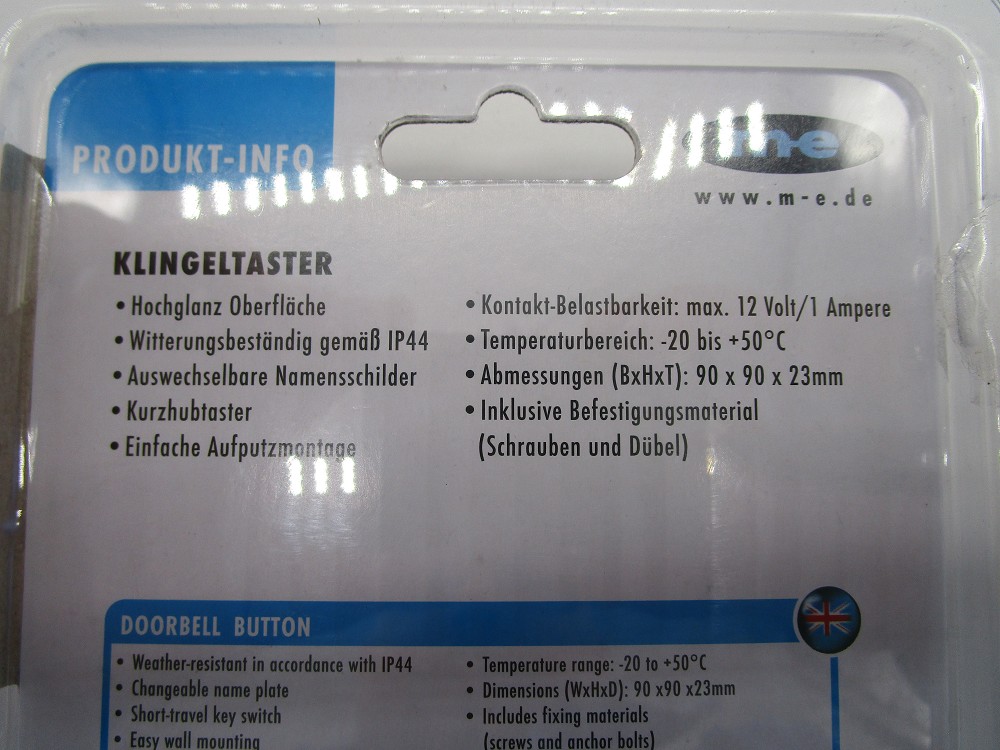 PRODUKT-INFO
m-e
www.m-e.de
KLINGELTASTER
• Hochglanz Oberfläche
• Witterungsbeständig gemäß IP44
• Auswechselbare Namensschilder
• Kurzhubtaster
• Einfache Aufputzmontage
• Kontakt-Belastbarkeit: max. 12 Volt/1 Ampere
• Temperaturbereich: -20 bis +50°C
• Abmessungen (BxHxT): 90 x 90 x 23mm
• Inklusive Befestigungsmaterial
(Schrauben und Dübel)
DOORBELL BUTTON
• Weather-resistant in accordance with IP44
• Changeable name plate
• Short-travel key switch
• Easy wall mounting
• Temperature range: -20 to +50°C
• Dimensions (WxHxD): 90 x90 x23mm
• Includes fixing materials
(screws and anchor bolts)